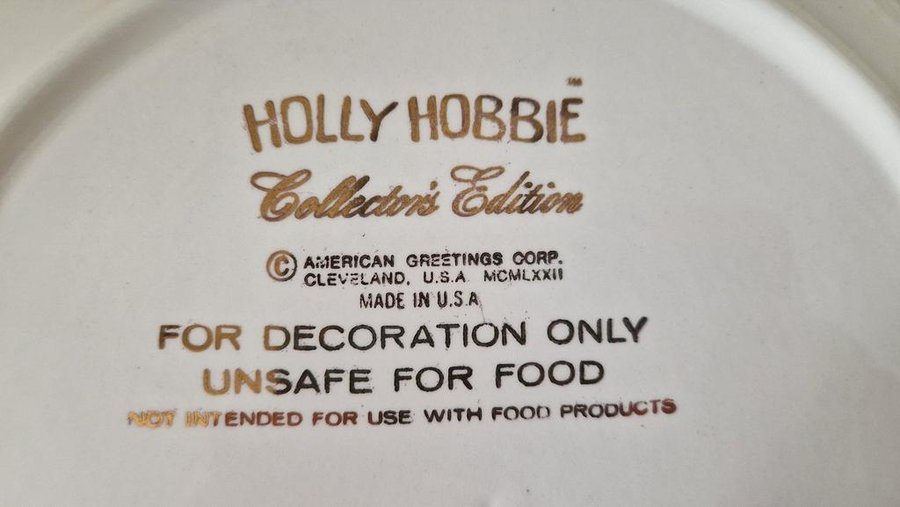 HOLLY HOBBIE™
Collector's Edition
© AMERICAN GREETINGS CORP.
CLEVELAND, U.S.A. MCMLXXII
MADE IN U.S.A.
FOR DECORATION ONLY
UNSAFE FOR FOOD
NOT INTENDED FOR USE WITH FOOD PRODUCTS